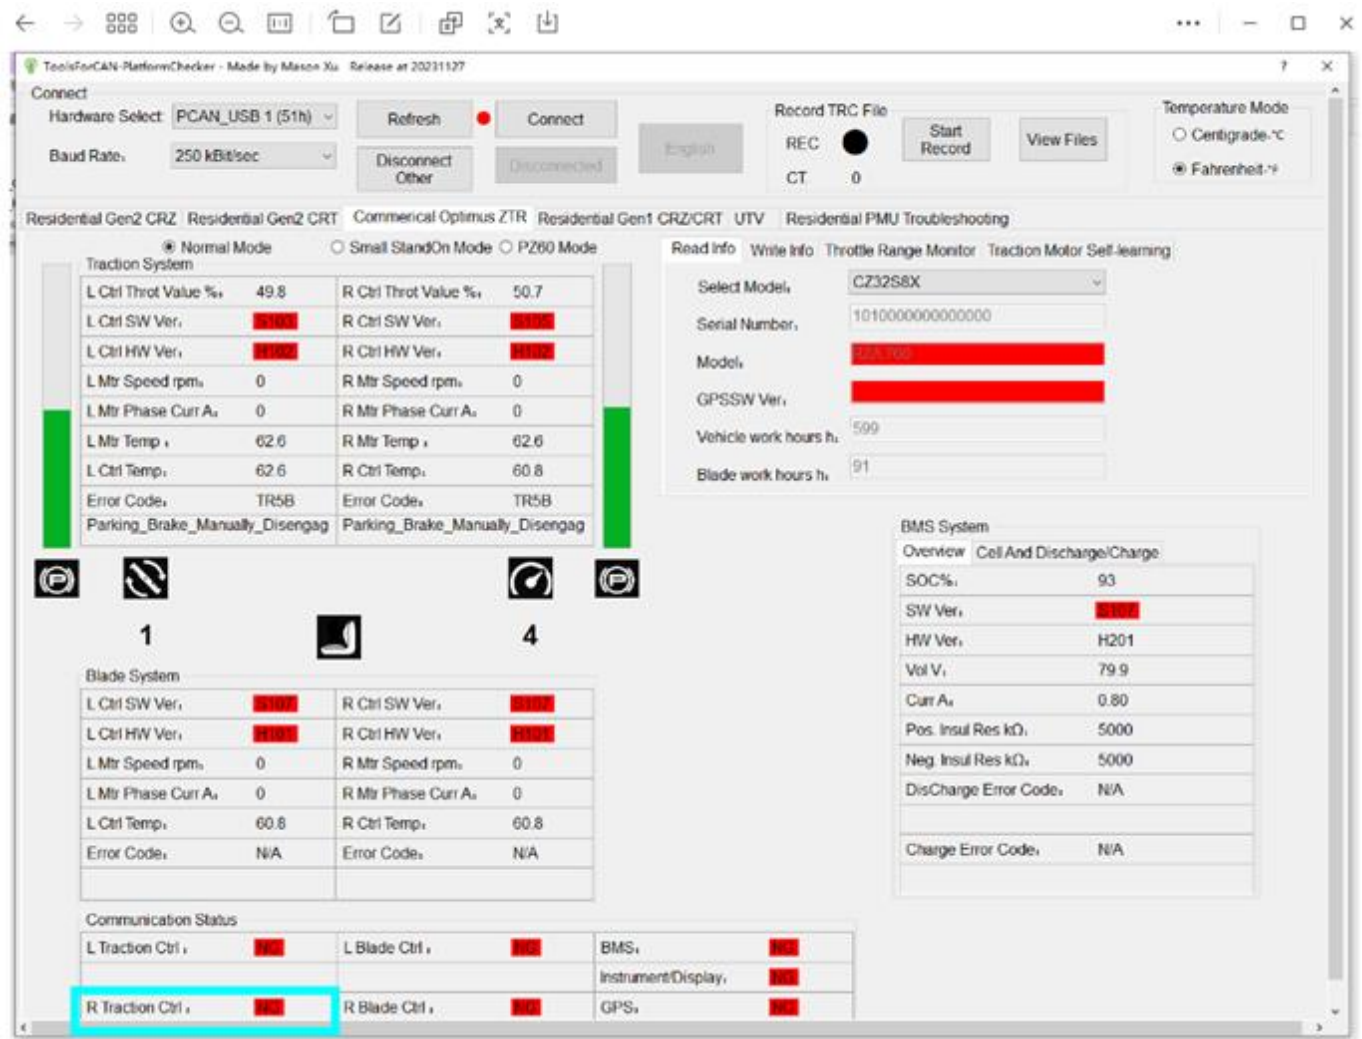 ToolsForCAN-PlatformChecker - Made by Mason Xu Release at 20231127
?
Connect
Hardware Select: PCAN_USB 1 (51h)
Refresh
Connect
Baud Rate:
250 kBit/sec
Disconnect
Other
Disconnected
English
Record TRC File
REC
CT
0
Start
Record
View Files
Temperature Mode
Centigrade-℃
Fahrenheit-℉
Residential Gen2 CRZ Residential Gen2 CRT Commerical Optimus ZTR Residential Gen1 CRZ/CRT UTV Residential PMU Troubleshooting
Normal Mode Small StandOn Mode PZ60 Mode
Traction System
L Ctrl Throt Value %: 49.8 R Ctrl Throt Value %: 50.7
L Ctrl SW Ver: S103 R Ctrl SW Ver: S105
L Ctrl HW Ver: H102 R Ctrl HW Ver: H102
L Mtr Speed rpm: 0 R Mtr Speed rpm: 0
L Mtr Phase Curr A: 0 R Mtr Phase Curr A: 0
L Mtr Temp : 62.6 R Mtr Temp : 62.6
L Ctrl Temp: 62.6 R Ctrl Temp: 60.8
Error Code: TR5B Error Code: TR5B
Parking_Brake_Manually_Disengag Parking_Brake_Manually_Disengag
P
P
1
4
Read Info Write Info Throttle Range Monitor Traction Motor Self-learning
Select Model: CZ32S8X
Serial Number: 1010000000000000
Model:
GPSSW Ver:
Vehicle work hours h: 599
Blade work hours h: 91
Blade System
L Ctrl SW Ver: S107 R Ctrl SW Ver: S107
L Ctrl HW Ver: H101 R Ctrl HW Ver: H101
L Mtr Speed rpm: 0 R Mtr Speed rpm: 0
L Mtr Phase Curr A: 0 R Mtr Phase Curr A: 0
L Ctrl Temp: 60.8 R Ctrl Temp: 60.8
Error Code: N/A Error Code: N/A
BMS System
Overview Cell And Discharge/Charge
SOC%: 93
SW Ver: S107
HW Ver: H201
Vol V: 79.9
Curr A: 0.80
Pos. Insul Res kΩ: 5000
Neg. Insul Res kΩ: 5000
DisCharge Error Code: N/A
Charge Error Code: N/A
Communication Status
L Traction Ctrl : NG L Blade Ctrl : NG BMS: NG
Instrument/Display: NG
R Traction Ctrl : NG R Blade Ctrl : NG GPS: NG